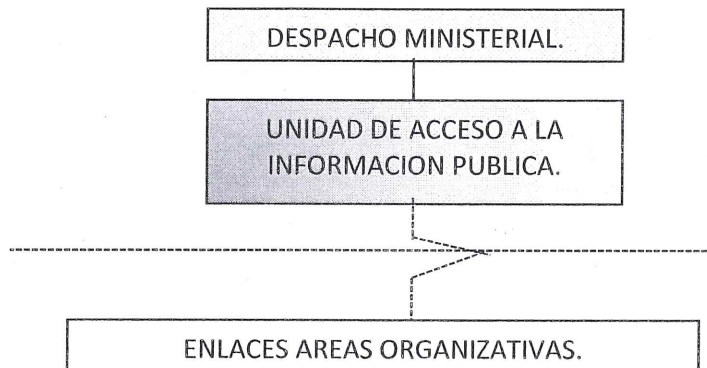 DESPACHO MINISTERIAL.
UNIDAD DE ACCESO A LA
INFORMACION PUBLICA.
ENLACES AREAS ORGANIZATIVAS.